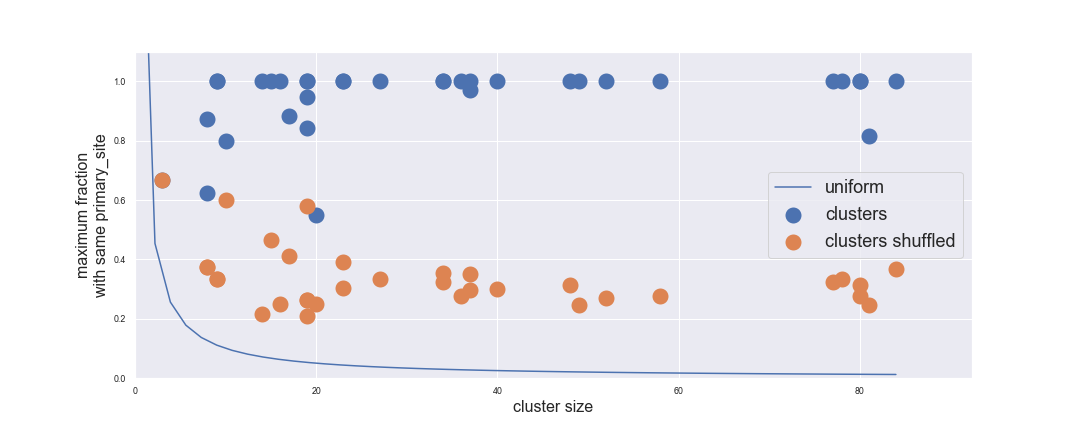 maximum fraction
with same primary_site
1.0
0.8
0.6
0.4
0.2
0.0
0
20
40
60
80
cluster size
uniform
clusters
clusters shuffled